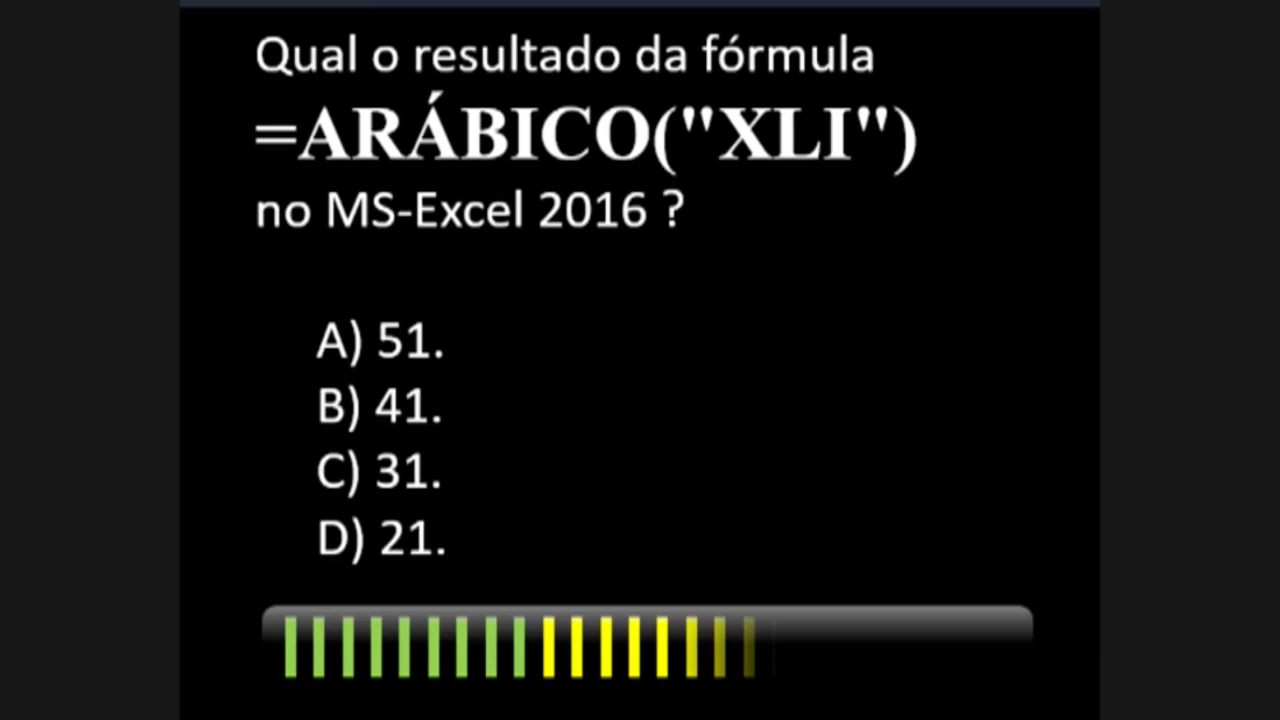 Qual o resultado da fórmula
=ARÁBICO("XLI")
no MS-Excel 2016 ?
A) 51.
B) 41.
C) 31.
D) 21.